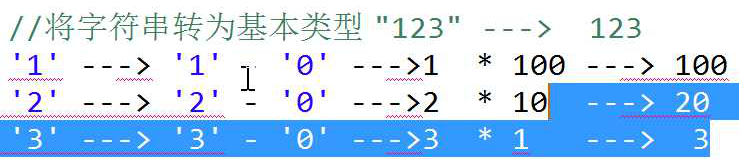 //将字符串转为基本类型 "123" ---> 123
'1' ---> '1' - '0' --->1 * 100 ---> 100
'2' ---> '2' - '0' --->2 * 10 ---> 20
'3' ---> '3' - '0' --->3 * 1 ---> 3